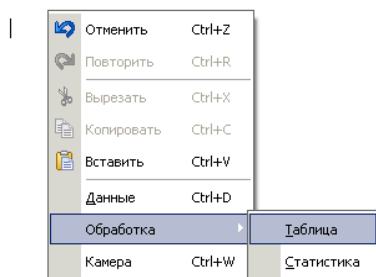 Отменить Ctrl+Z
Повторить Ctrl+R
Вырезать Ctrl+X
Копировать Ctrl+C
Вставить Ctrl+V
Данные Ctrl+D
Обработка Таблица
Камера Ctrl+W Статистика